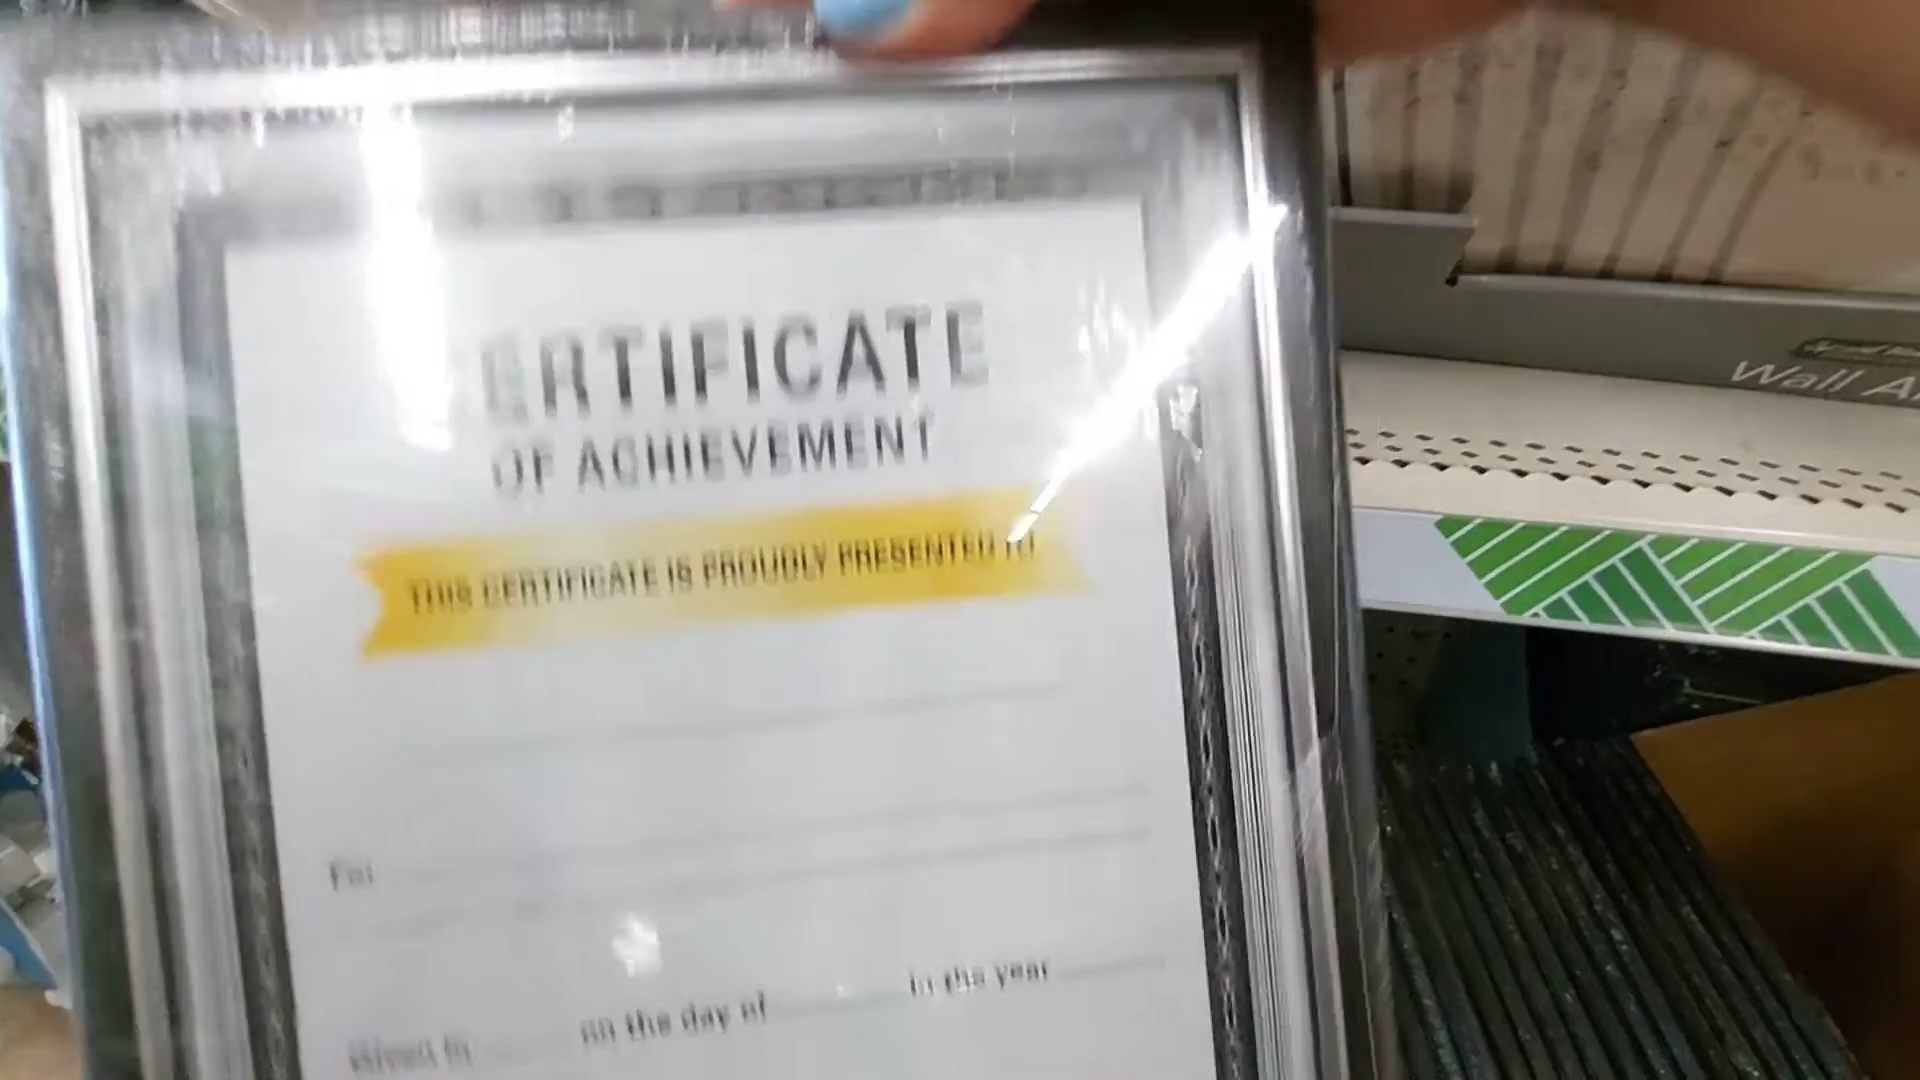 ERTIFICATE
OF ACHIEVEMENT
THIS CERTIFICATE IS PROUDLY PRESENTED TO
For
on the day of
in the year
Wall